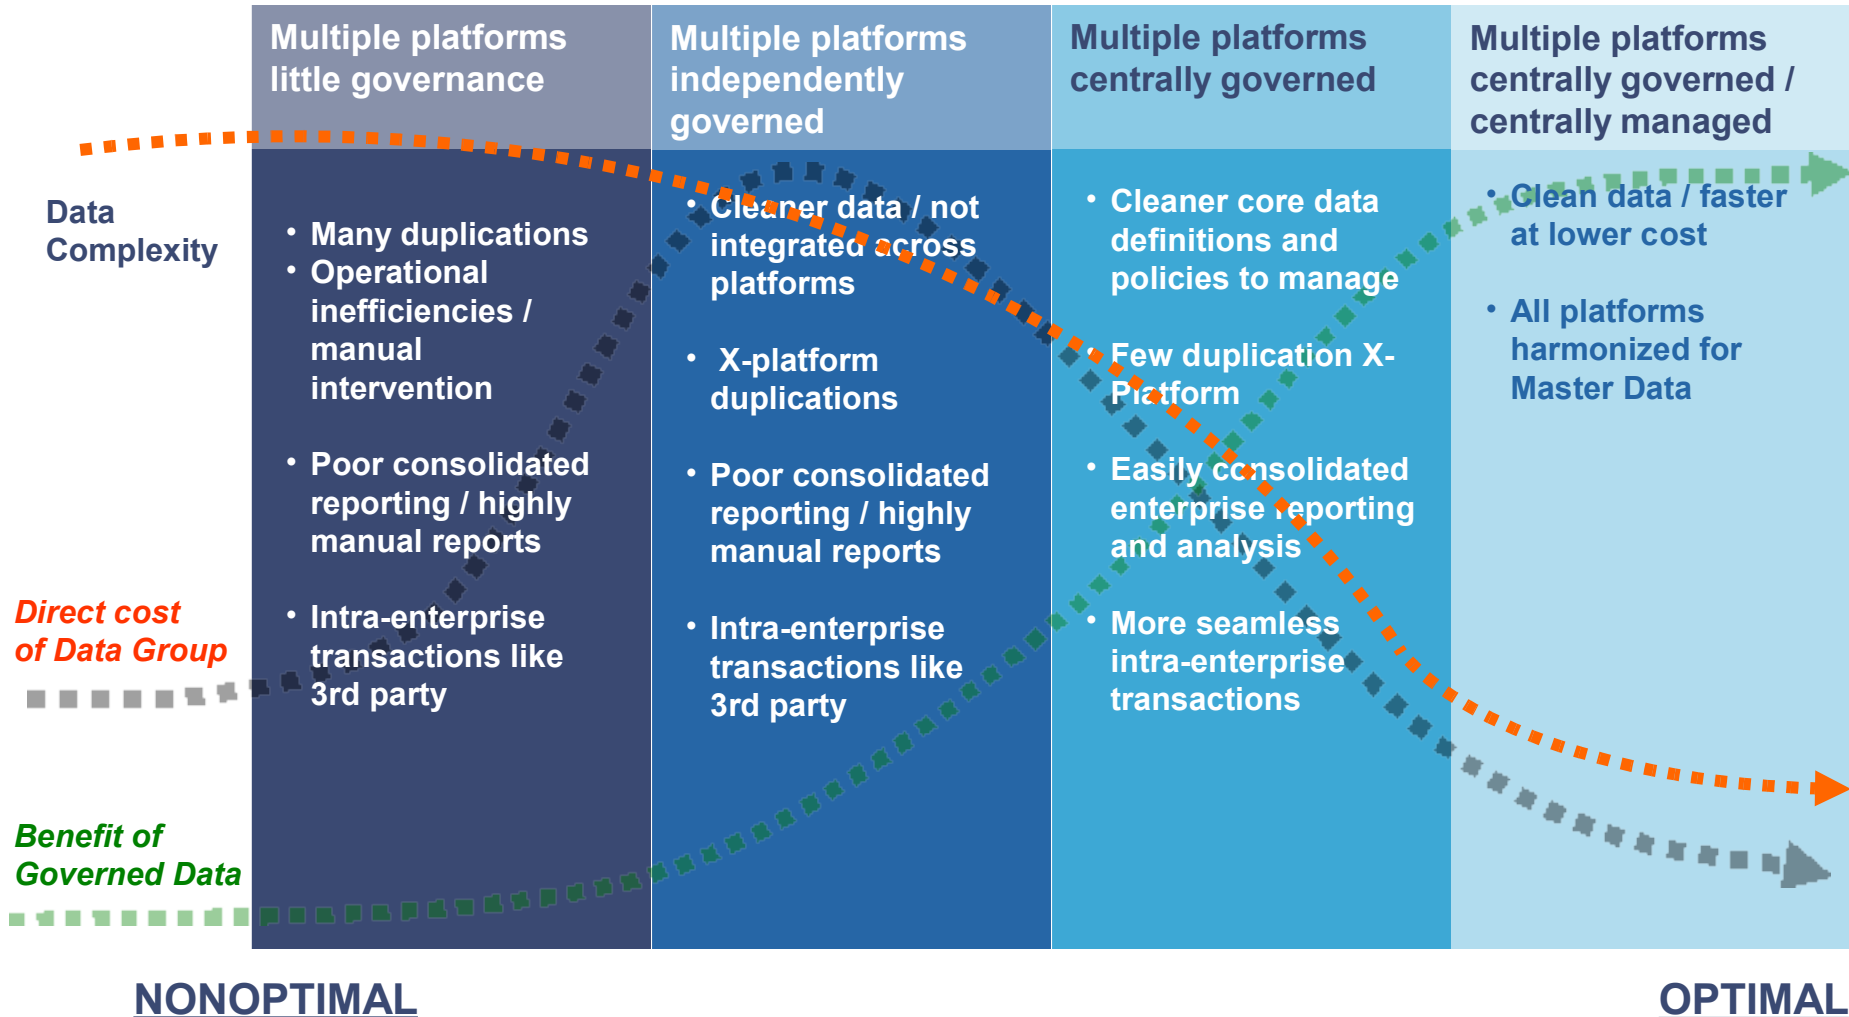 Multiple platforms
little governance
Multiple platforms
independently
governed
Multiple platforms
centrally governed
Multiple platforms
centrally governed /
centrally managed
Data
Complexity
Direct cost
of Data Group
Benefit of
Governed Data
• Many duplications
• Operational
inefficiencies /
manual
intervention
• Poor consolidated
reporting / highly
manual reports
• Intra-enterprise
transactions like
3rd party
• Cleaner data / not
integrated across
platforms
• X-platform
duplications
• Poor consolidated
reporting / highly
manual reports
• Intra-enterprise
transactions like
3rd party
• Cleaner core data
definitions and
policies to manage
• Few duplication X-
Platform
• Easily consolidated
enterprise reporting
and analysis
• More seamless
intra-enterprise
transactions
• Clean data / faster
at lower cost
• All platforms
harmonized for
Master Data
NONOPTIMAL
OPTIMAL